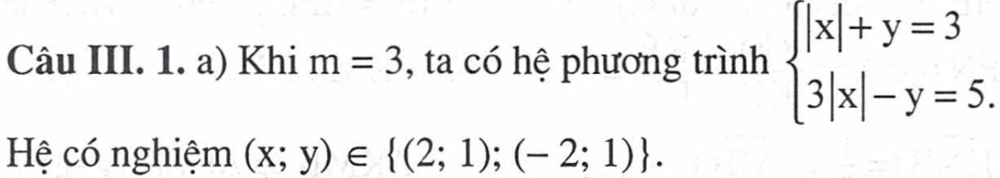 Câu III. 1. a) Khi m = 3, ta có hệ phương trình { |x| + y = 3
3|x| − y = 5.
Hệ có nghiệm (x; y) ∈ {(2; 1); (− 2; 1)}.